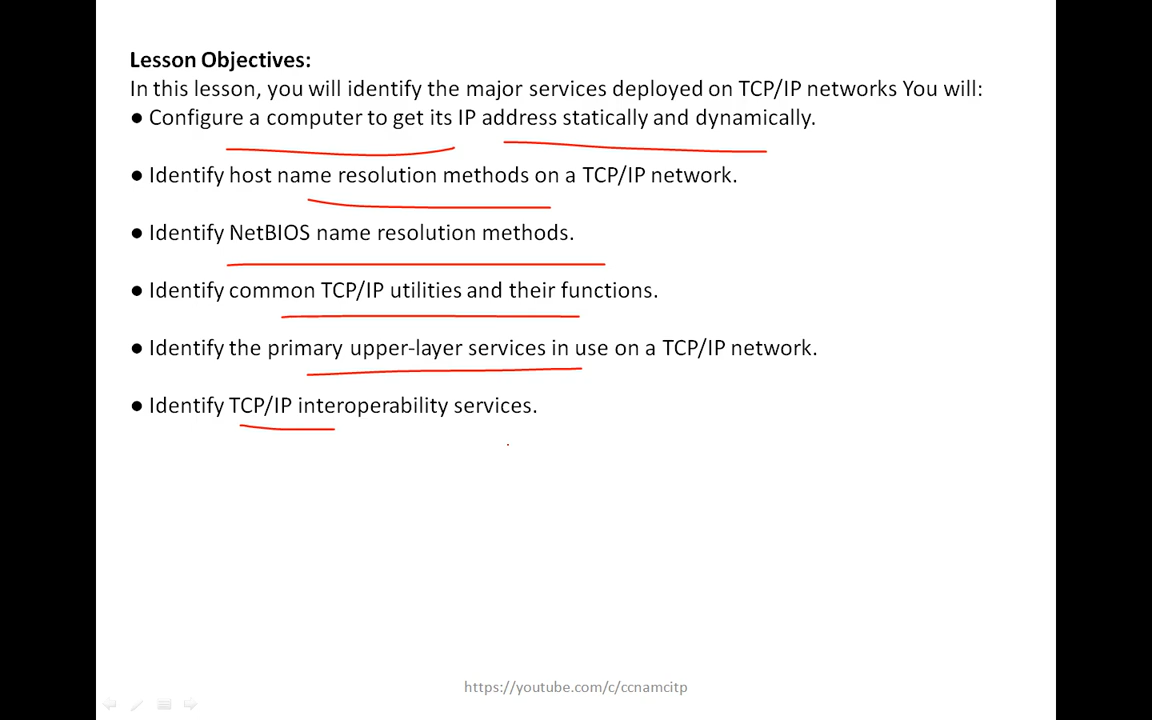 Lesson Objectives:
In this lesson, you will identify the major services deployed on TCP/IP networks You will:
● Configure a computer to get its IP address statically and dynamically.
● Identify host name resolution methods on a TCP/IP network.
● Identify NetBIOS name resolution methods.
● Identify common TCP/IP utilities and their functions.
● Identify the primary upper-layer services in use on a TCP/IP network.
● Identify TCP/IP interoperability services.
https://youtube.com/c/ccnamcitp